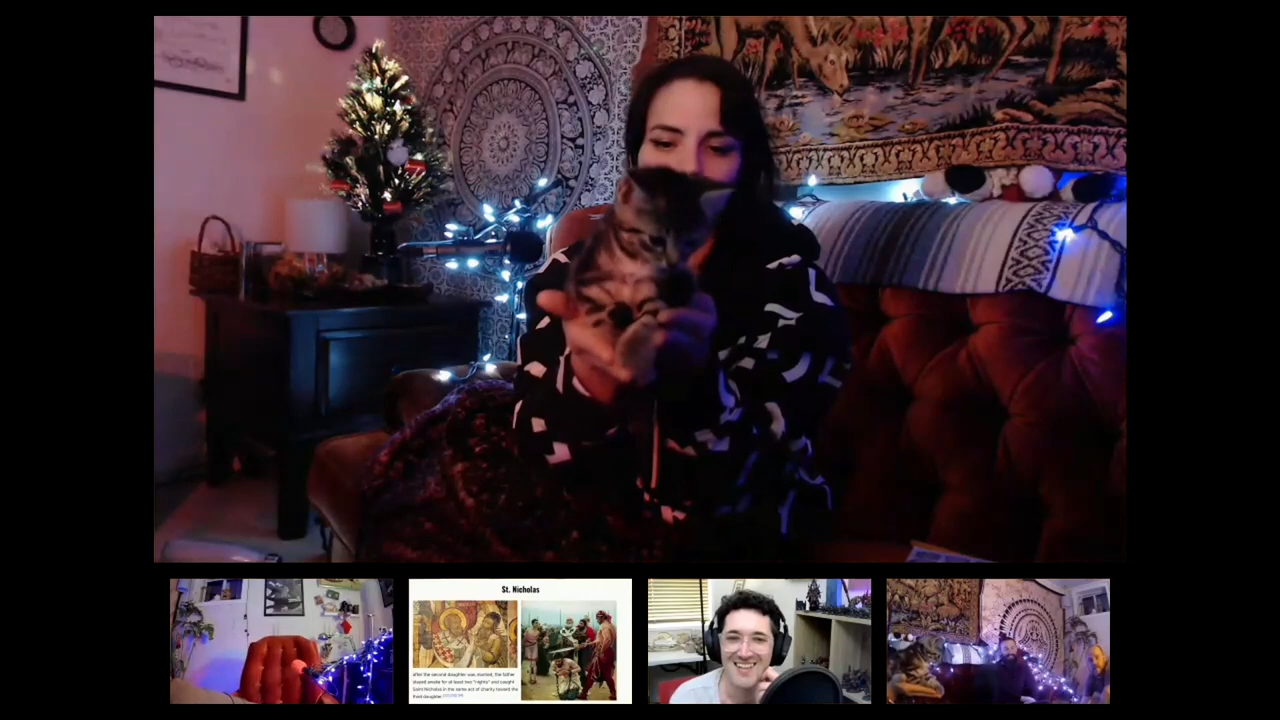 St. Nicholas
after the second daughter was married, the father
stayed awake for at least two "nights" and caught
Saint Nicholas in the same act of charity toward the
third daughter.